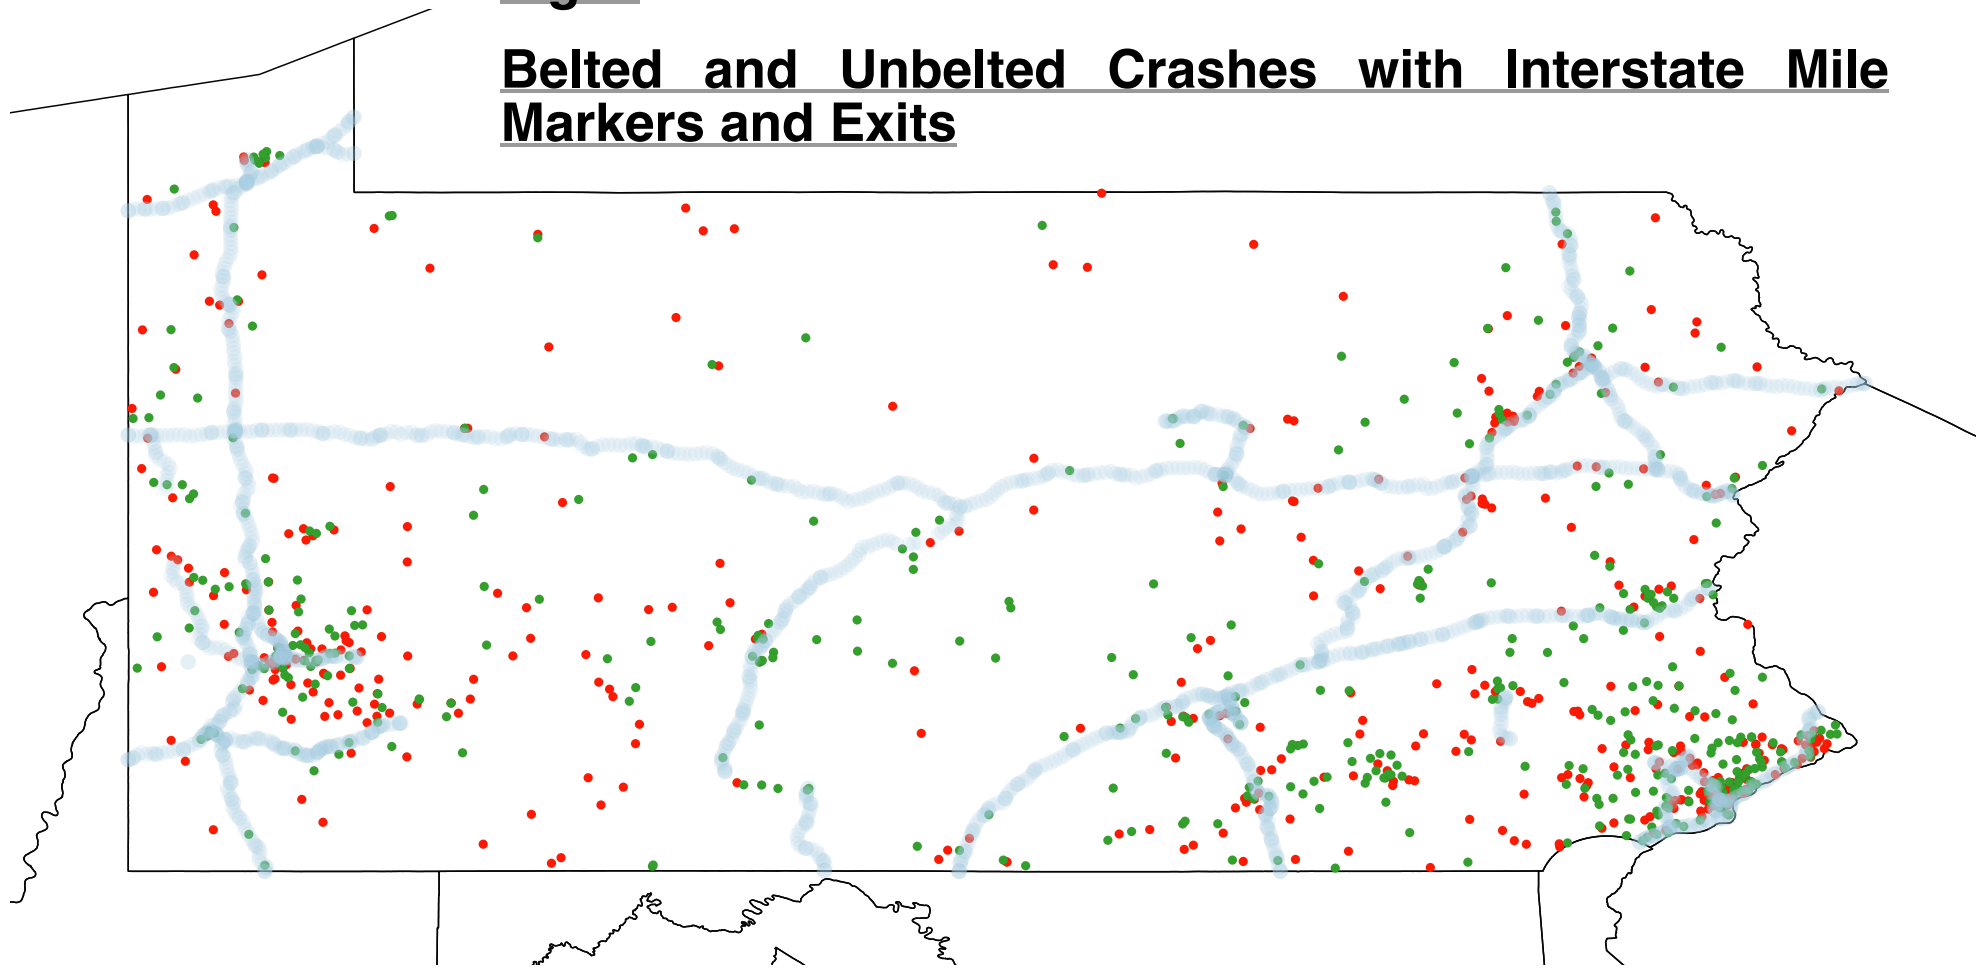 Belted and Unbelted Crashes with Interstate Mile
Markers and Exits